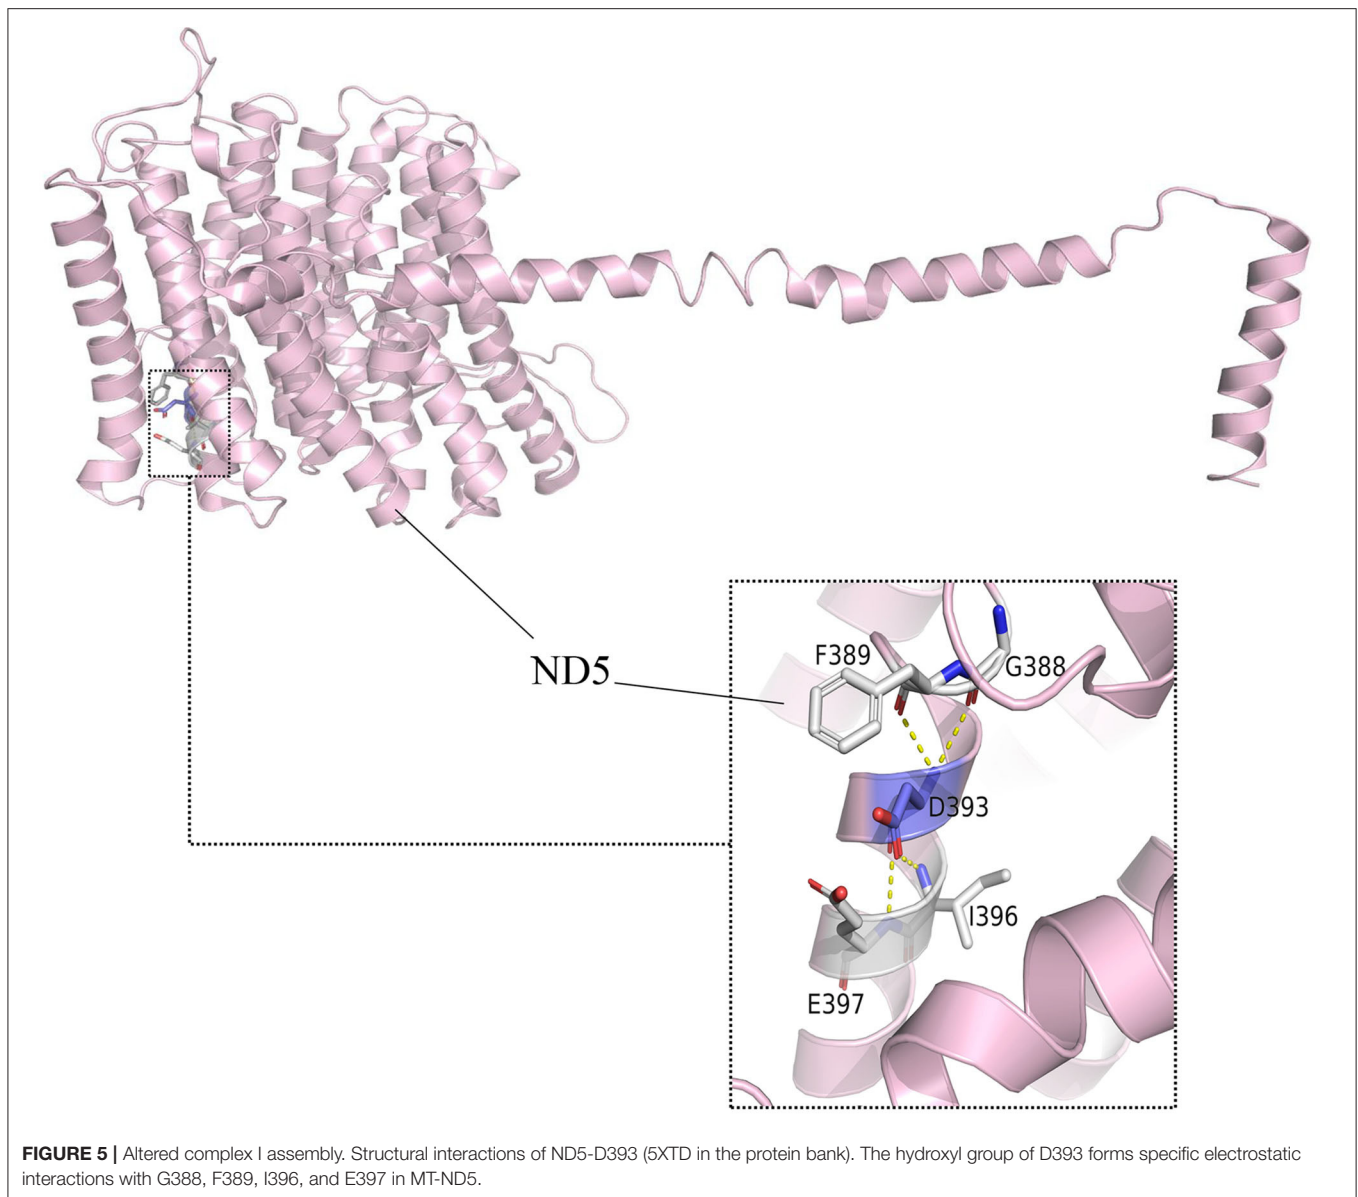 ND5
F389
G388
D393
I396
E397
FIGURE 5 | Altered complex I assembly. Structural interactions of ND5-D393 (5XTD in the protein bank). The hydroxyl group of D393 forms specific electrostatic
interactions with G388, F389, I396, and E397 in MT-ND5.